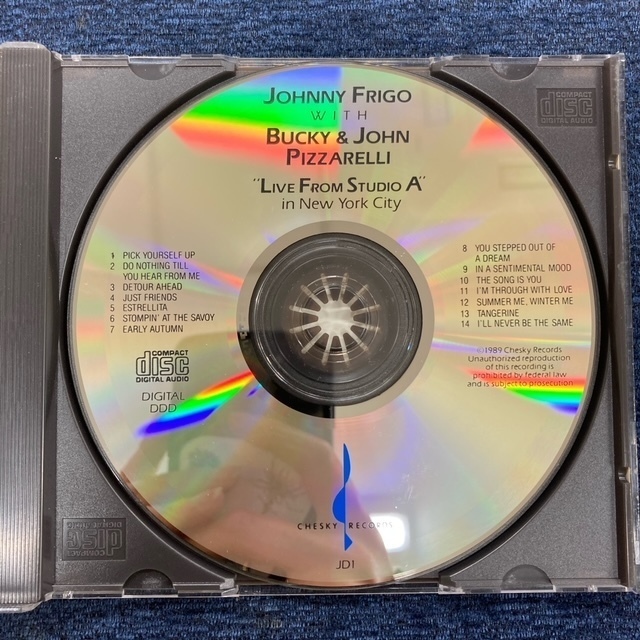 JOHNNY FRIGO
WITH
BUCKY & JOHN
PIZZARELLI
"LIVE FROM STUDIO A"
in New York City
1 PICK YOURSELF UP
2 DO NOTHING TILL
YOU HEAR FROM ME
3 DETOUR AHEAD
4 JUST FRIENDS
5 ESTRELLITA
6 STOMPIN' AT THE SAVOY
7 EARLY AUTUMN
8 YOU STEPPED OUT OF
A DREAM
9 IN A SENTIMENTAL MOOD
10 THE SONG IS YOU
11 I'M THROUGH WITH LOVE
12 SUMMER ME, WINTER ME
13 TANGERINE
14 I'LL NEVER BE THE SAME
COMPACT
disc
DIGITAL AUDIO
DIGITAL
DDD
©1989 Chesky Records
Unauthorized reproduction
of this recording is
prohibited by federal law
and is subject to prosecution
CHESKY RECORDS
JD1
COMPACT
disc
DIGITAL AUDIO
COMPACT
disc
DIGITAL AUDIO